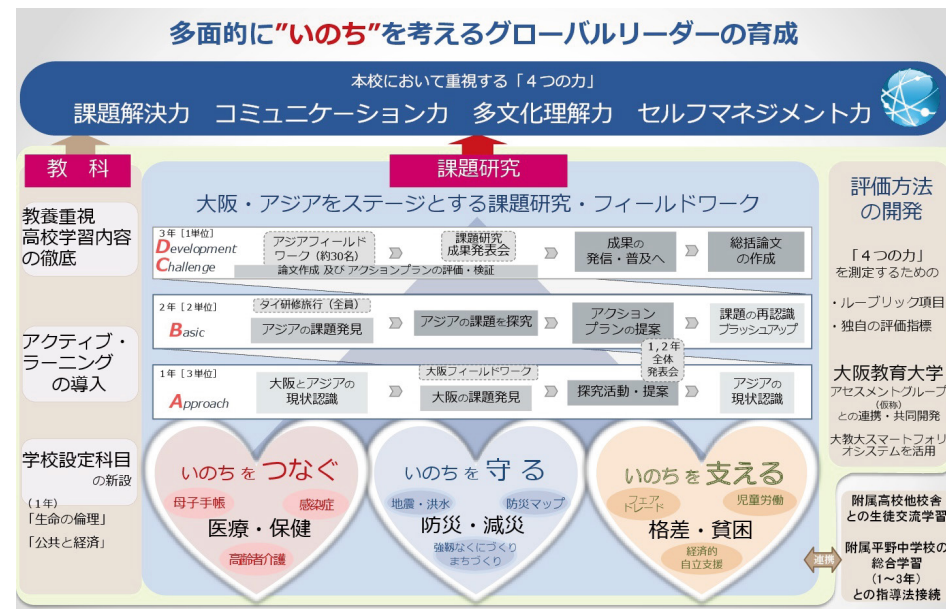 多面的に”いのち”を考えるグローバルリーダーの育成
本校において重視する「４つの力」
課題解決力 コミュニケーション力 多文化理解力 セルフマネジメント力
教 科
教養重視
高校学習内容
の徹底
アクティブ・
ラーニング
の導入
学校設定科目
の新設
(１年)
「生命の倫理」
「公共と経済」
課題研究
大阪・アジアをステージとする課題研究・フィールドワーク
3年［1単位］
Development
Challenge
アジアフィールド
ワーク（約30名）
課題研究
成果発表会
成果の
発信・普及へ
総括論文
の作成
論文作成 及び アクションプランの評価・検証
2年［2単位］
Basic
タイ研修旅行（全員）
アジアの課題発見
アジアの課題を探究
アクション
プランの提案
課題の再認識
ブラッシュアップ
1,2年
全体
発表会
1年［3単位］
Approach
大阪とアジアの
現状認識
大阪フィールドワーク
大阪の課題発見
探究活動・提案
アジアの
現状認識
いのちを つなぐ
母子手帳
感染症
医療・保健
高齢者介護
いのちを 守る
地震・洪水
防災マップ
防災・減災
強靱なくにづくり
まちづくり
いのちを 支える
フェア
トレード
児童労働
格差・貧困
経済的
自立支援
評価方法
の開発
「４つの力」
を測定するための
・ルーブリック項目
・独自の評価指標
大阪教育大学
アセスメントグループ
(仮称)
との連携・共同開発
大教大スマートフォリ
オシステムを活用
連携
附属高校他校舎
との生徒交流学習
附属平野中学校の
総合学習
（1～3年）
との指導法接続